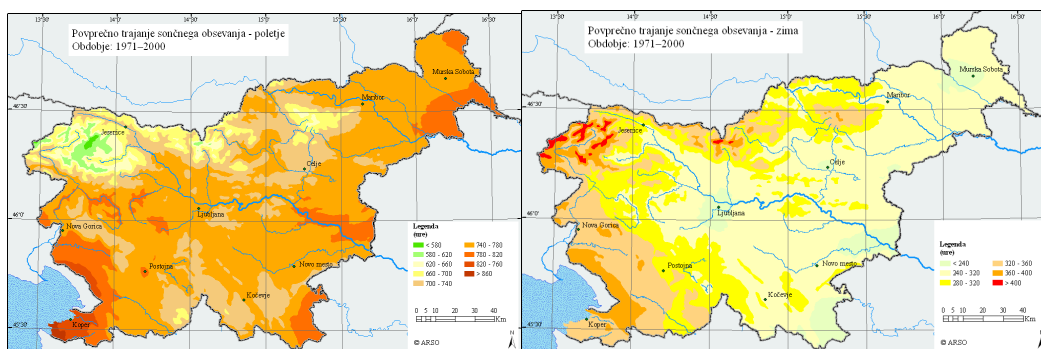 13°30' 14°0' 14°30' 15°0' 15°30' 16°0' 16°30'
Povprečno trajanje sončnega obsevanja - poletje
Obdobje: 1971–2000
Murska Sobota
Maribor
46°30'
Jesenice
Celje
46°0'
Ljubljana
Nova Gorica
Postojna
Novo mesto
Kočevje
45°30'
Koper
Legenda
(ure)
< 580
580 - 620
620 - 660
660 - 700
700 - 740
740 - 780
780 - 820
820 - 760
> 860
0 5 10 20 30 40
Km
N
© ARSO
13°30' 14°0' 14°30' 15°0' 15°30' 16°0' 16°30'
Povprečno trajanje sončnega obsevanja - zima
Obdobje: 1971–2000
Murska Sobota
Maribor
46°30'
Jesenice
Celje
46°0'
Ljubljana
Nova Gorica
Postojna
Novo mesto
Kočevje
45°30'
Koper
Legenda
(ure)
< 240
240 - 320
280 - 320
320 - 360
360 - 400
> 400
0 5 10 20 30 40
Km
N
© ARSO